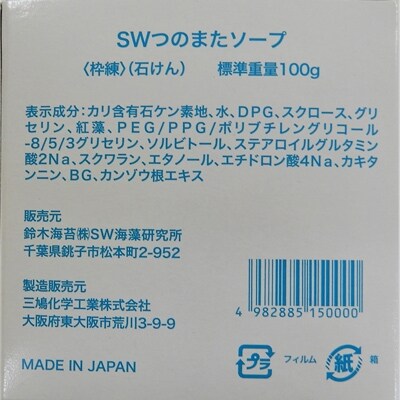 SWつのまたソープ
〈枠練〉(石けん) 標準重量100g
表示成分:カリ含有石ケン素地、水、DPG、スクロース、グリ
セリン、紅藻、PEG/PPG/ポリブチレングリコール
-8/5/3グリセリン、ソルビトール、ステアロイルグルタミン
酸2Na、スクワラン、エタノール、エチドロン酸4Na、カキタ
ンニン、BG、カンゾウ根エキス
販売元
鈴木海苔㈱SW海藻研究所
千葉県銚子市松本町2-952
製造販売元
三鳩化学工業株式会社
大阪府東大阪市荒川3-9-9
4 982885 150000
MADE IN JAPAN
プラ フィルム 紙 箱